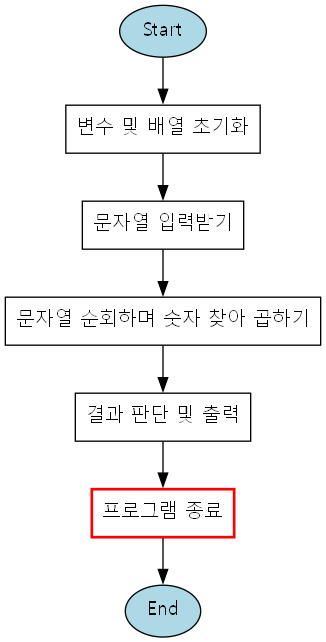 Start
변수 및 배열 초기화
문자열 입력받기
문자열 순회하며 숫자 찾아 곱하기
결과 판단 및 출력
프로그램 종료
End